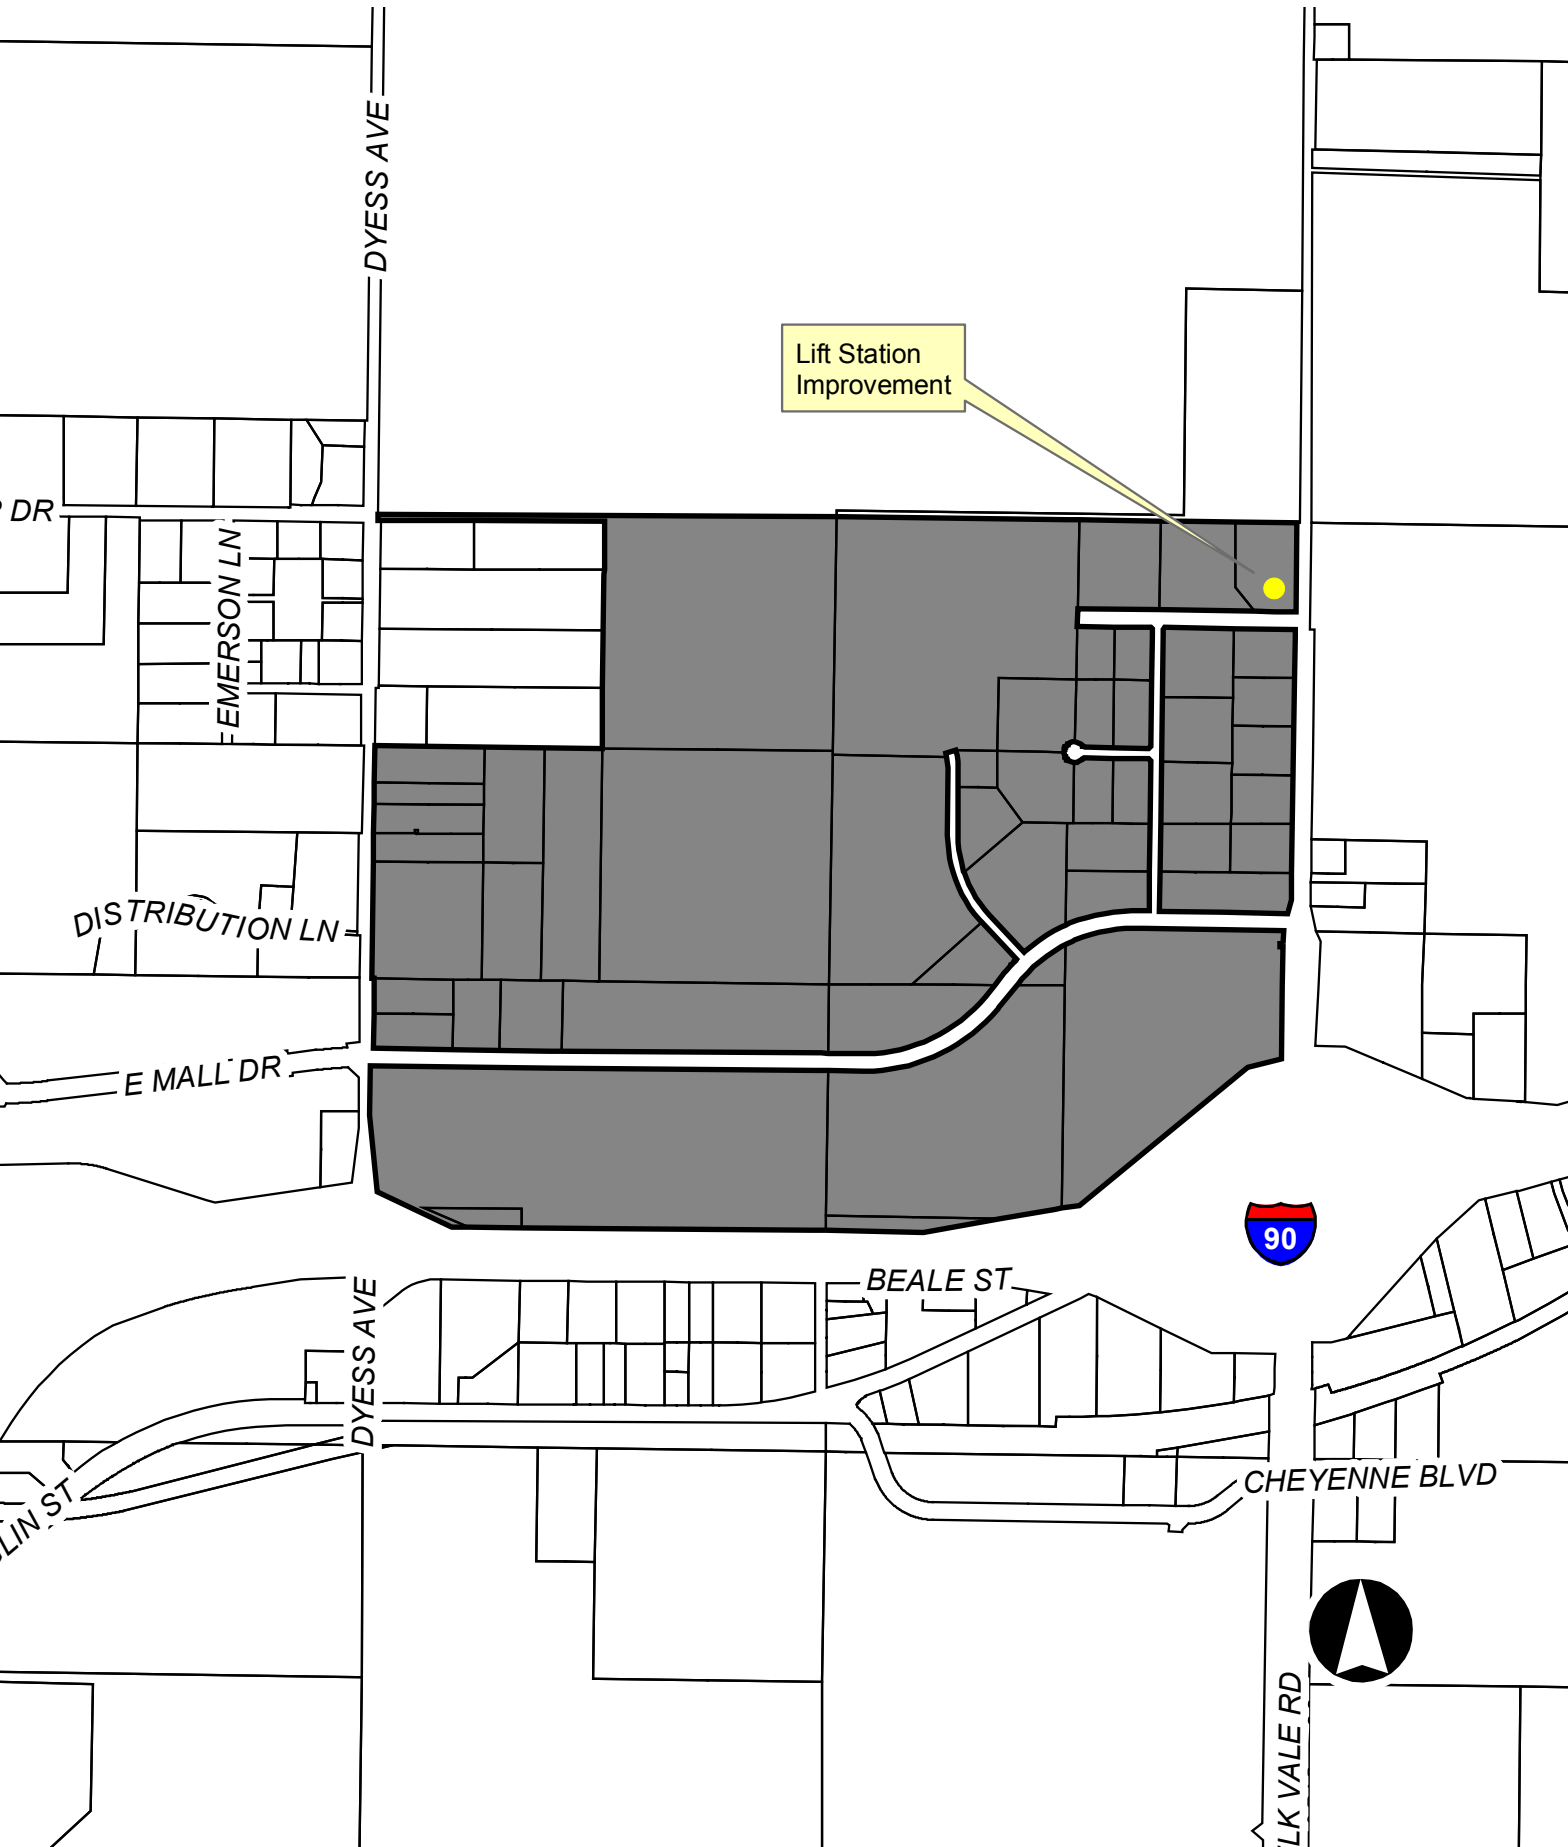 DYESS AVE
Lift Station
Improvement
DR
EMERSON LN
DISTRIBUTION LN
E MALL DR
90
BEALE ST
DYESS AVE
CHEYENNE BLVD
LIN ST
LK VALE RD